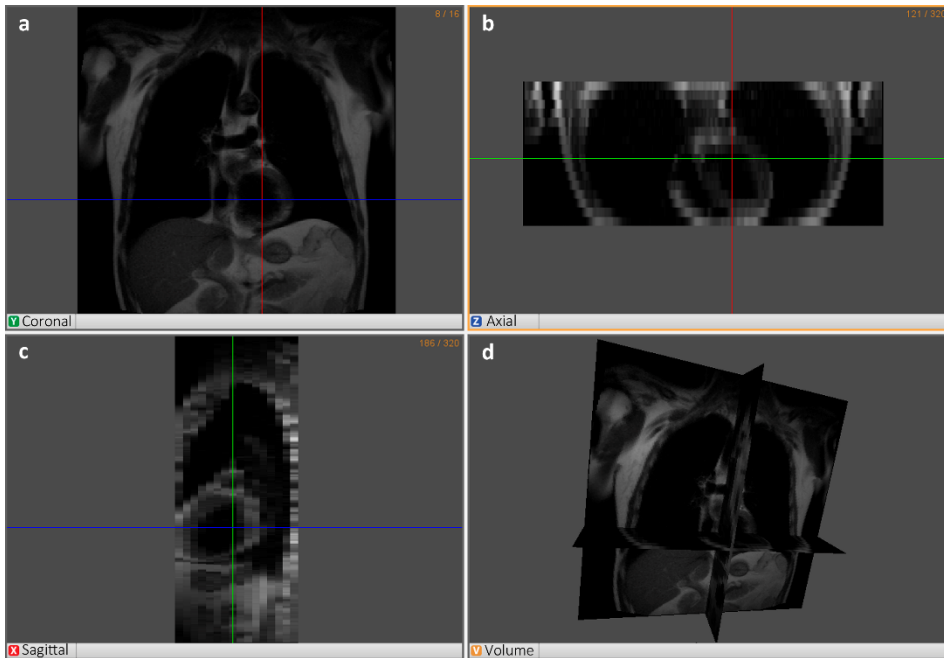 a
8 / 16
Y Coronal
b
121 / 320
Z Axial
c
186 / 320
X Sagittal
d
V Volume